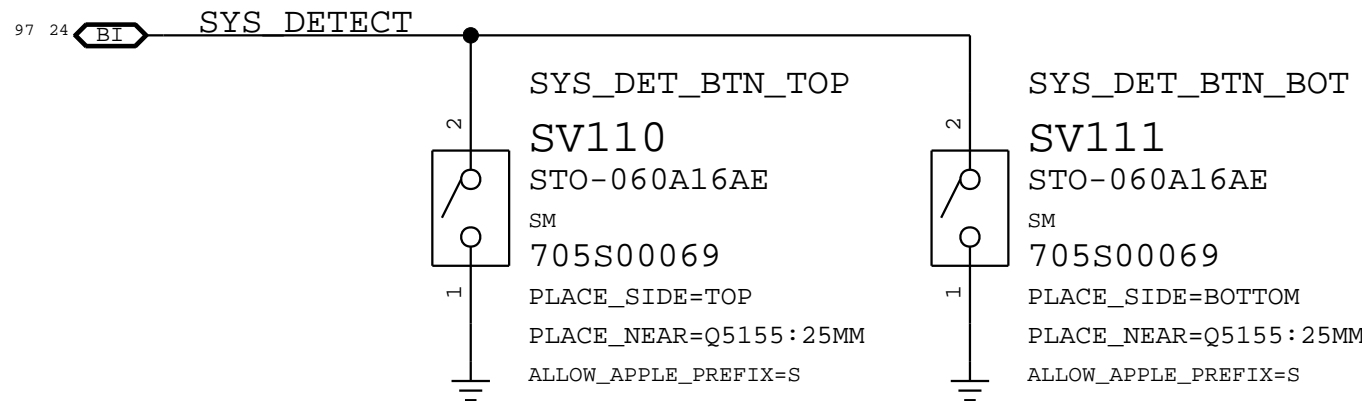 97 24 BI SYS_DETECT
SYS_DET_BTN_TOP
2
SV110
STO-060A16AE
SM
705S00069
1
PLACE_SIDE=TOP
PLACE_NEAR=Q5155:25MM
ALLOW_APPLE_PREFIX=S
SYS_DET_BTN_BOT
2
SV111
STO-060A16AE
SM
705S00069
1
PLACE_SIDE=BOTTOM
PLACE_NEAR=Q5155:25MM
ALLOW_APPLE_PREFIX=S